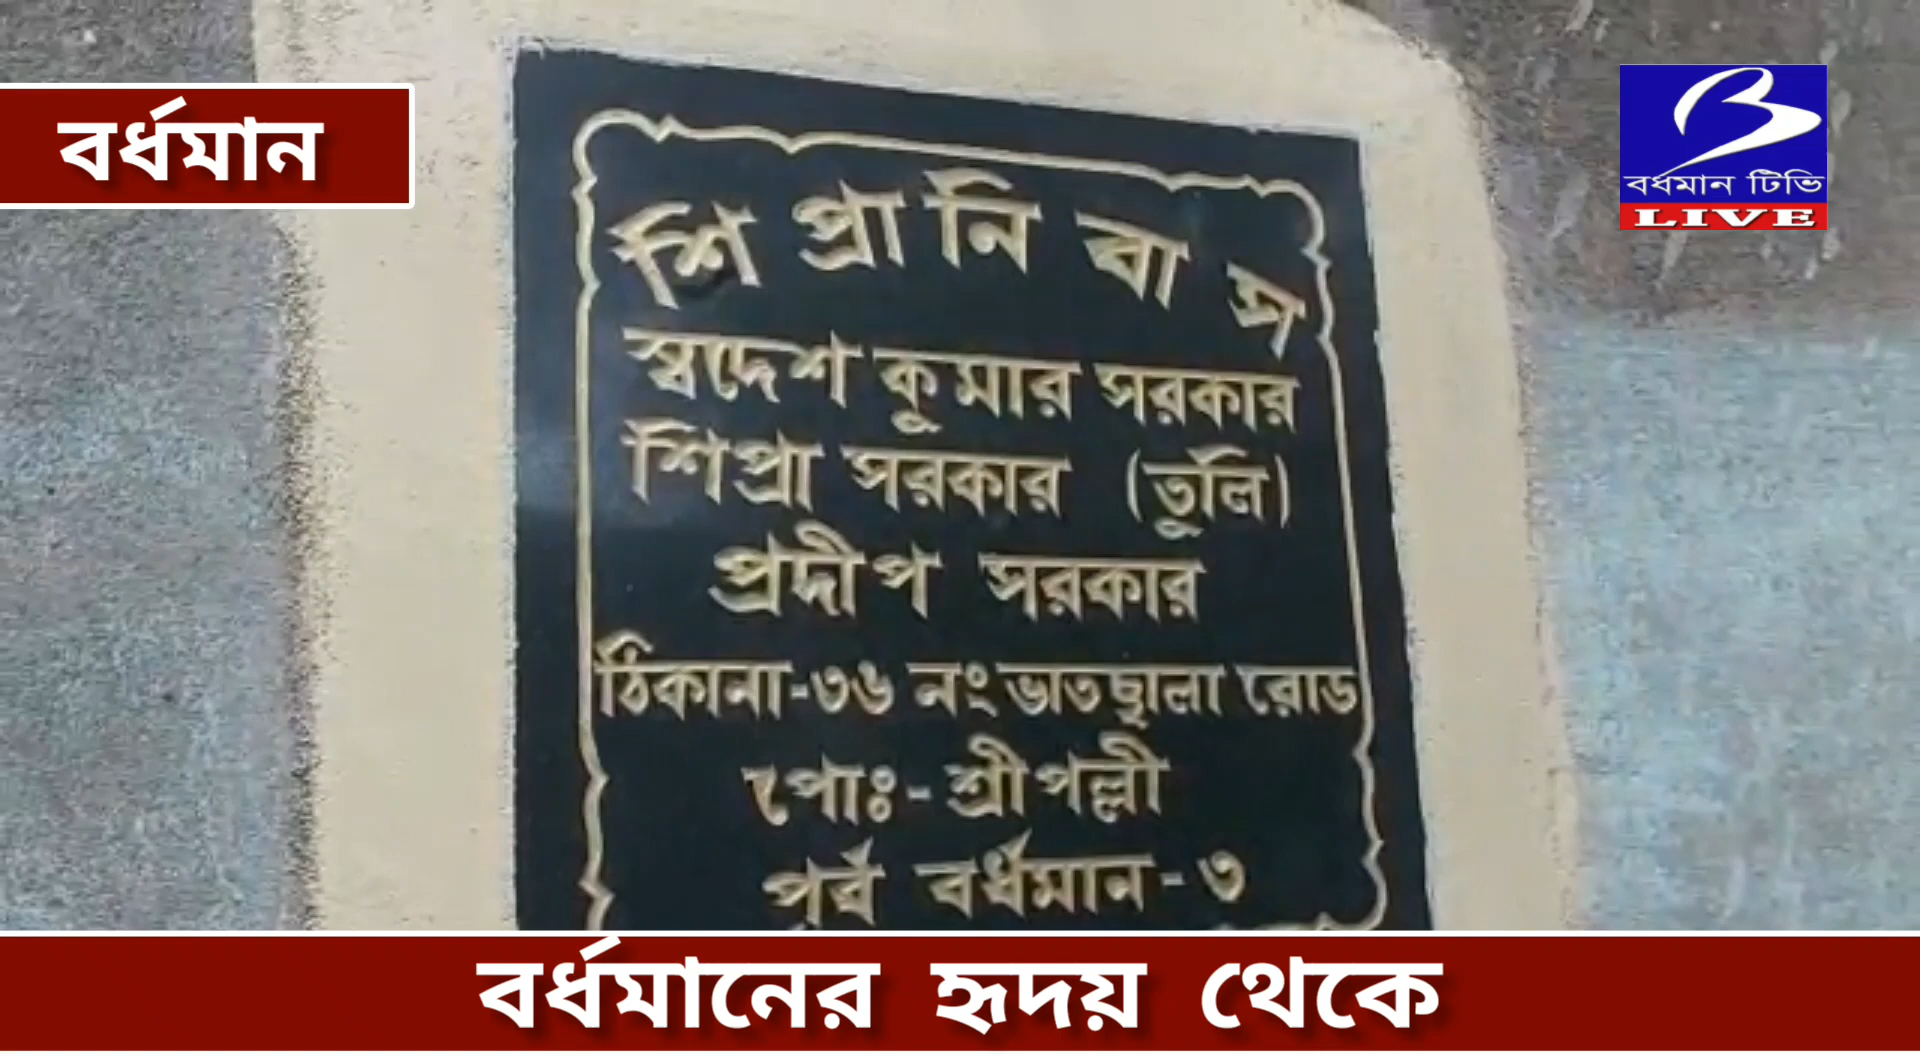 বর্ধমান
বর্ধমান টিভি
LIVE
শিপ্রা নিবাস
স্বদেশ কুমার সরকার
শিপ্রা সরকার (তুলি)
প্রদীপ সরকার
ঠিকানা-৩৬ নং ভাতছালা রোড
পোঃ- শ্রীপল্লী
পূর্ব বর্ধমান - ৩
বর্ধমানের হৃদয় থেকে